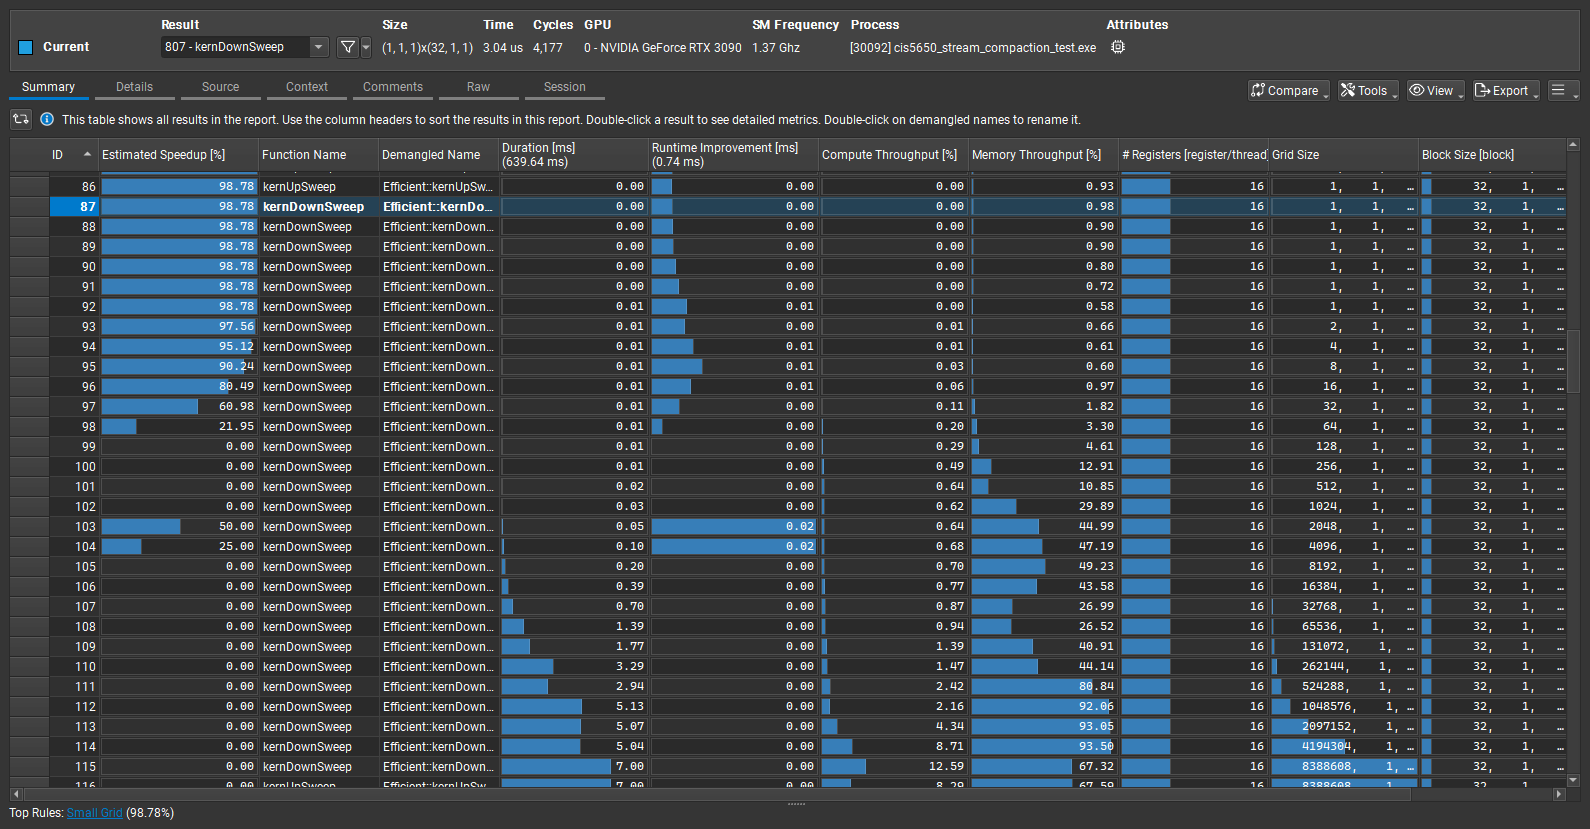 Result Size Time Cycles GPU SM Frequency Process Attributes
Current 807 - kernDownSweep (1, 1, 1)x(32, 1, 1) 3.04 us 4,177 0 - NVIDIA GeForce RTX 3090 1.37 Ghz [30092] cis5650_stream_compaction_test.exe
Summary Details Source Context Comments Raw Session Compare Tools View Export
This table shows all results in the report. Use the column headers to sort the results in this report. Double-click a result to see detailed metrics. Double-click on demangled names to rename it.
ID Estimated Speedup [%] Function Name Demangled Name Duration [ms] (639.64 ms) Runtime Improvement [ms] (0.74 ms) Compute Throughput [%] Memory Throughput [%] # Registers [register/thread] Grid Size Block Size [block]
86 98.78 kernUpSweep Efficient::kernUpSw... 0.00 0.00 0.00 0.93 16 1, 1, ... 32, 1, ...
87 98.78 kernDownSweep Efficient::kernDo... 0.00 0.00 0.00 0.98 16 1, 1, ... 32, 1, ...
88 98.78 kernDownSweep Efficient::kernDown... 0.00 0.00 0.00 0.90 16 1, 1, ... 32, 1, ...
89 98.78 kernDownSweep Efficient::kernDown... 0.00 0.00 0.00 0.90 16 1, 1, ... 32, 1, ...
90 98.78 kernDownSweep Efficient::kernDown... 0.00 0.00 0.00 0.80 16 1, 1, ... 32, 1, ...
91 98.78 kernDownSweep Efficient::kernDown... 0.00 0.00 0.00 0.72 16 1, 1, ... 32, 1, ...
92 98.78 kernDownSweep Efficient::kernDown... 0.01 0.01 0.00 0.58 16 1, 1, ... 32, 1, ...
93 97.56 kernDownSweep Efficient::kernDown... 0.01 0.00 0.01 0.66 16 2, 1, ... 32, 1, ...
94 95.12 kernDownSweep Efficient::kernDown... 0.01 0.01 0.01 0.61 16 4, 1, ... 32, 1, ...
95 90.24 kernDownSweep Efficient::kernDown... 0.01 0.01 0.03 0.60 16 8, 1, ... 32, 1, ...
96 80.49 kernDownSweep Efficient::kernDown... 0.01 0.01 0.06 0.97 16 16, 1, ... 32, 1, ...
97 60.98 kernDownSweep Efficient::kernDown... 0.01 0.00 0.11 1.82 16 32, 1, ... 32, 1, ...
98 21.95 kernDownSweep Efficient::kernDown... 0.01 0.00 0.20 3.30 16 64, 1, ... 32, 1, ...
99 0.00 kernDownSweep Efficient::kernDown... 0.01 0.00 0.29 4.61 16 128, 1, ... 32, 1, ...
100 0.00 kernDownSweep Efficient::kernDown... 0.01 0.00 0.49 12.91 16 256, 1, ... 32, 1, ...
101 0.00 kernDownSweep Efficient::kernDown... 0.02 0.00 0.64 10.85 16 512, 1, ... 32, 1, ...
102 0.00 kernDownSweep Efficient::kernDown... 0.03 0.00 0.62 29.89 16 1024, 1, ... 32, 1, ...
103 50.00 kernDownSweep Efficient::kernDown... 0.05 0.02 0.64 44.99 16 2048, 1, ... 32, 1, ...
104 25.00 kernDownSweep Efficient::kernDown... 0.10 0.02 0.68 47.19 16 4096, 1, ... 32, 1, ...
105 0.00 kernDownSweep Efficient::kernDown... 0.20 0.00 0.70 49.23 16 8192, 1, ... 32, 1, ...
106 0.00 kernDownSweep Efficient::kernDown... 0.39 0.00 0.77 43.58 16 16384, 1, ... 32, 1, ...
107 0.00 kernDownSweep Efficient::kernDown... 0.70 0.00 0.87 26.99 16 32768, 1, ... 32, 1, ...
108 0.00 kernDownSweep Efficient::kernDown... 1.39 0.00 0.94 26.52 16 65536, 1, ... 32, 1, ...
109 0.00 kernDownSweep Efficient::kernDown... 1.77 0.00 1.39 40.91 16 131072, 1, ... 32, 1, ...
110 0.00 kernDownSweep Efficient::kernDown... 3.29 0.00 1.47 44.14 16 262144, 1, ... 32, 1, ...
111 0.00 kernDownSweep Efficient::kernDown... 2.94 0.00 2.42 80.84 16 524288, 1, ... 32, 1, ...
112 0.00 kernDownSweep Efficient::kernDown... 5.13 0.00 2.16 92.06 16 1048576, 1, ... 32, 1, ...
113 0.00 kernDownSweep Efficient::kernDown... 5.07 0.00 4.34 93.05 16 2097152, 1, ... 32, 1, ...
114 0.00 kernDownSweep Efficient::kernDown... 5.04 0.00 8.71 93.50 16 4194304, 1, ... 32, 1, ...
115 0.00 kernDownSweep Efficient::kernDown... 7.00 0.00 12.59 67.32 16 8388608, 1, ... 32, 1, ...
116 0.00 kernUpSweep Efficient::kernUpSw... 7.00 0.00 8.29 67.59 16 8388608, 1, ... 32, 1, ...
Top Rules: Small Grid (98.78%)